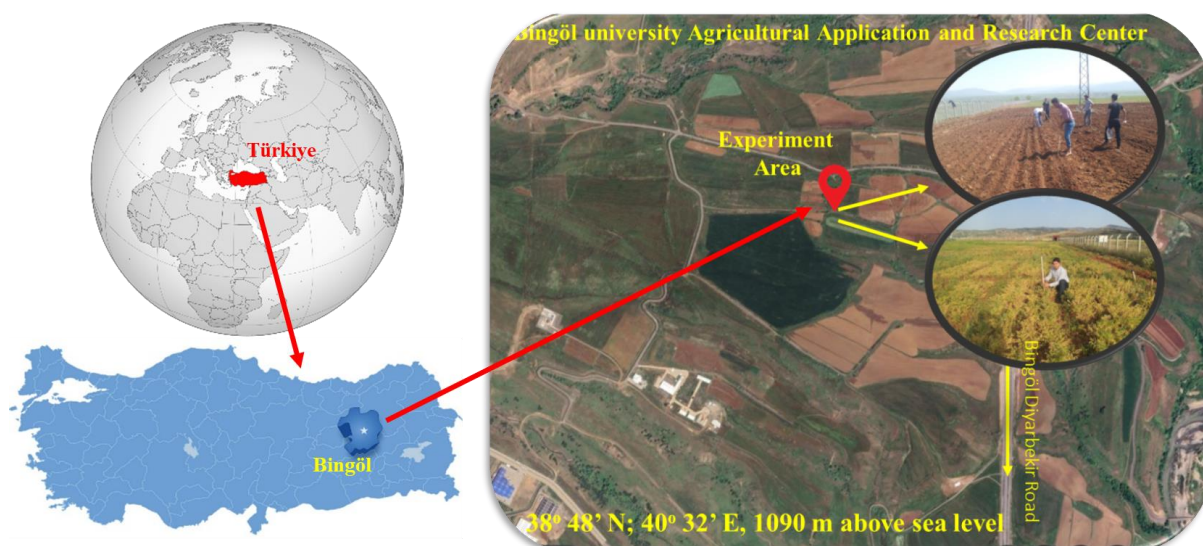 Bingöl university Agricultural Application and Research Center
Türkiye
Experiment
Area
Bingöl
Bingöl Diyarbekir Road
38º 48’ N; 40º 32’ E, 1090 m above sea level